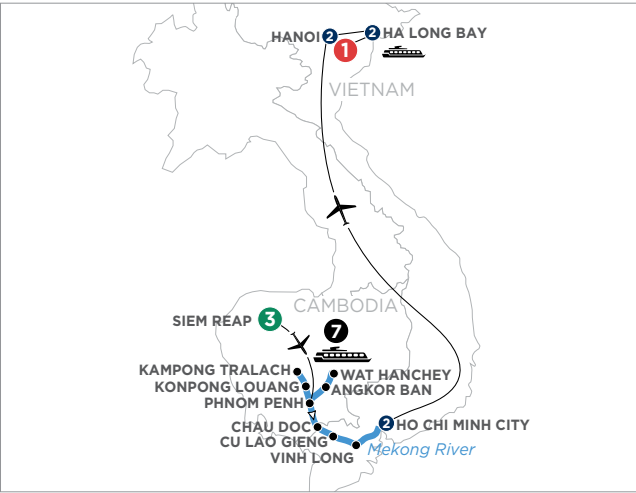 HANOI 2
2 HA LONG BAY
1
VIETNAM
CAMBODIA
SIEM REAP 3
7
KAMPONG TRALACH
WAT HANCHEY
KONPONG LOUANG
ANGKOR BAN
PHNOM PENH
CHAU DOC
2 HO CHI MINH CITY
CU LAO GIENG
VINH LONG
Mekong River